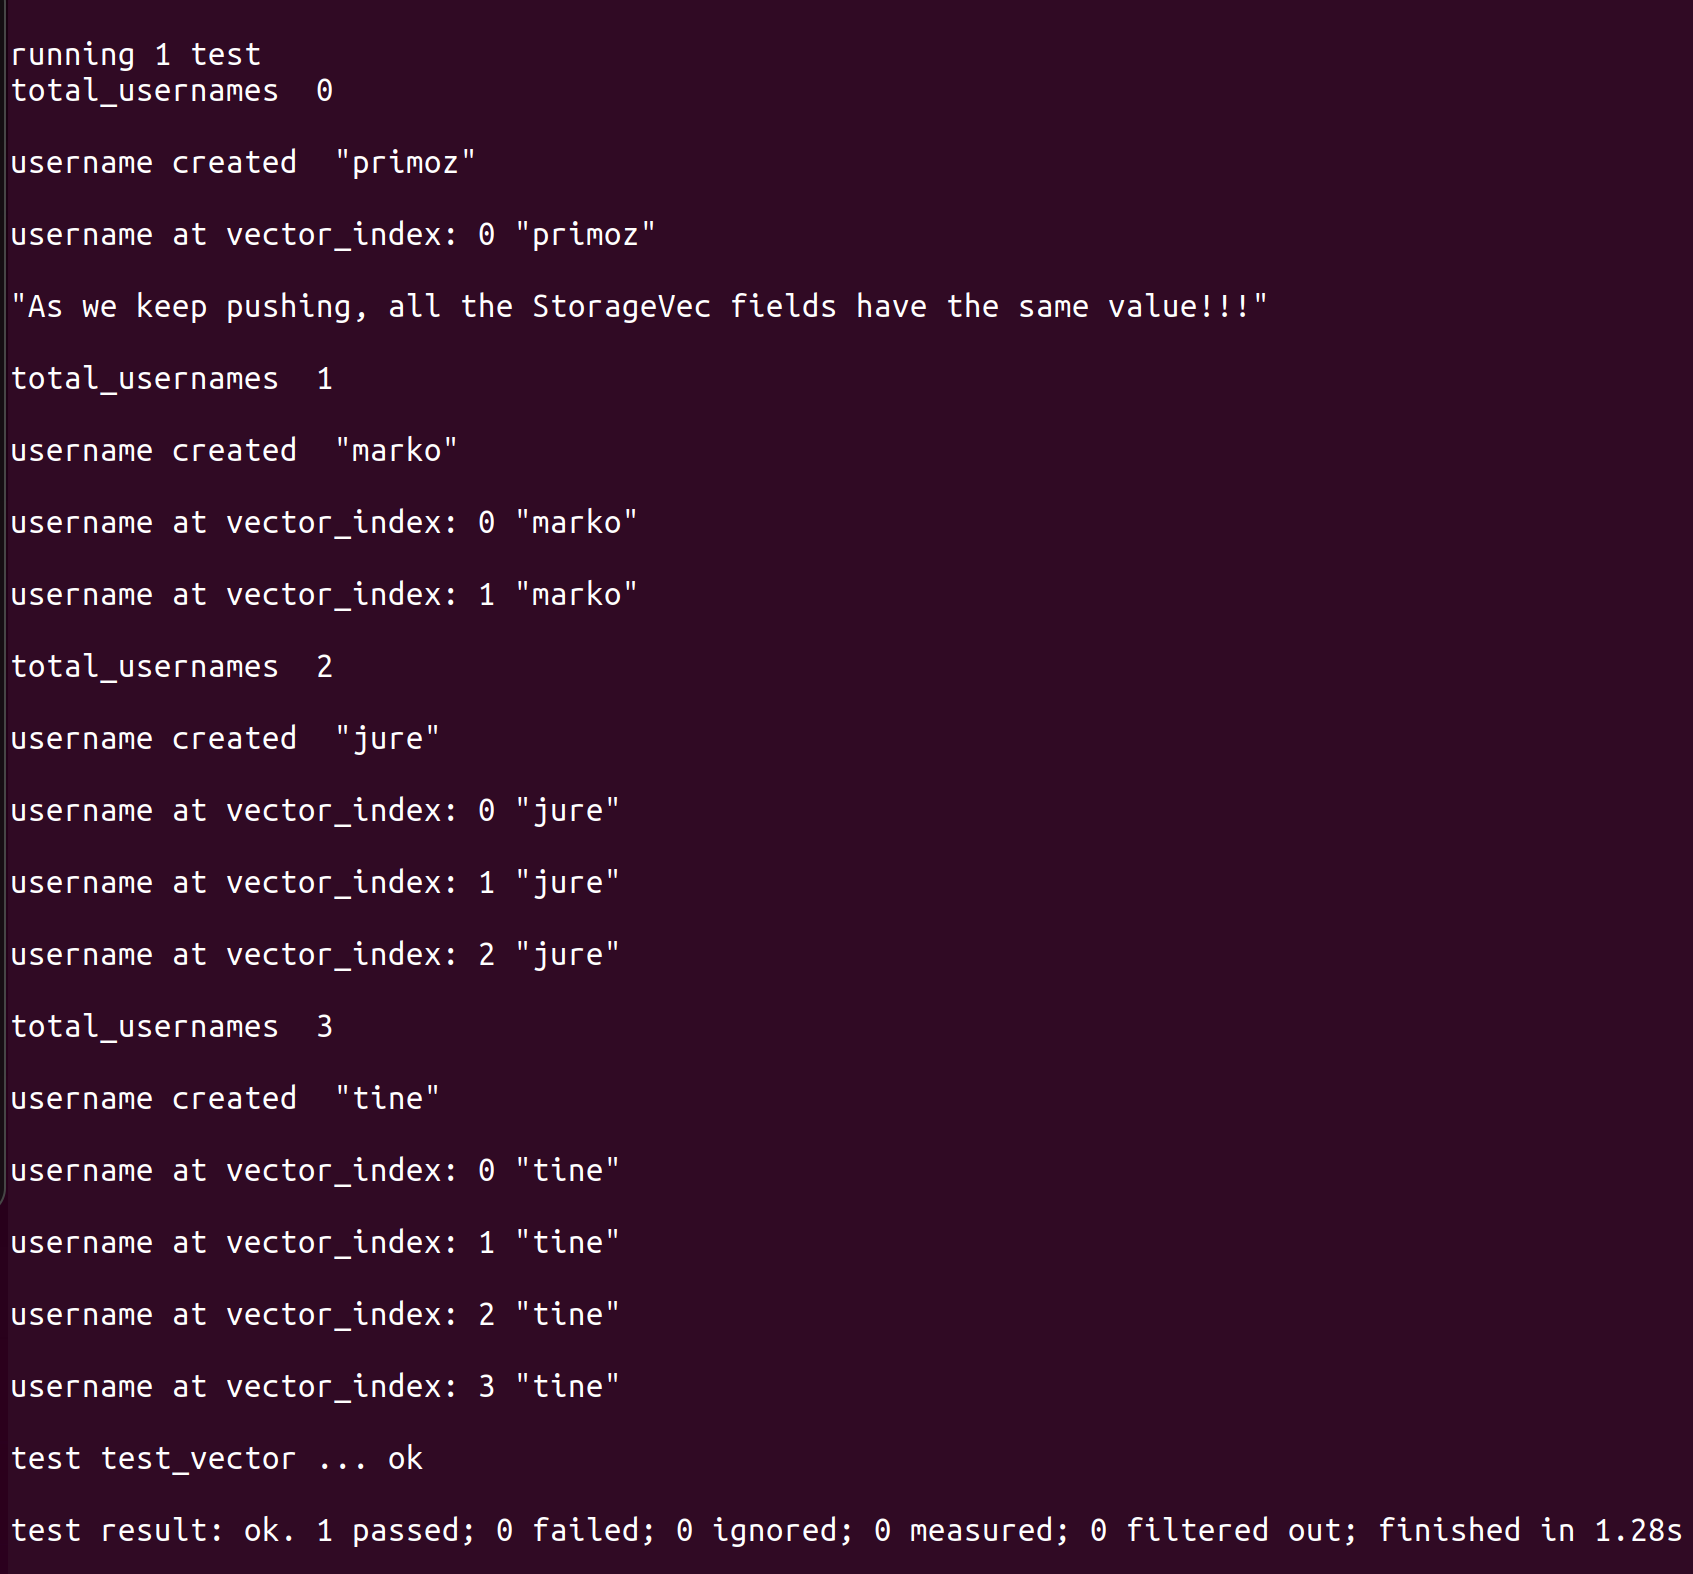 running 1 test
total_usernames  0
username created  "primoz"
username at vector_index: 0 "primoz"
"As we keep pushing, all the StorageVec fields have the same value!!!"
total_usernames  1
username created  "marko"
username at vector_index: 0 "marko"
username at vector_index: 1 "marko"
total_usernames  2
username created  "jure"
username at vector_index: 0 "jure"
username at vector_index: 1 "jure"
username at vector_index: 2 "jure"
total_usernames  3
username created  "tine"
username at vector_index: 0 "tine"
username at vector_index: 1 "tine"
username at vector_index: 2 "tine"
username at vector_index: 3 "tine"
test test_vector ... ok
test result: ok. 1 passed; 0 failed; 0 ignored; 0 measured; 0 filtered out; finished in 1.28s